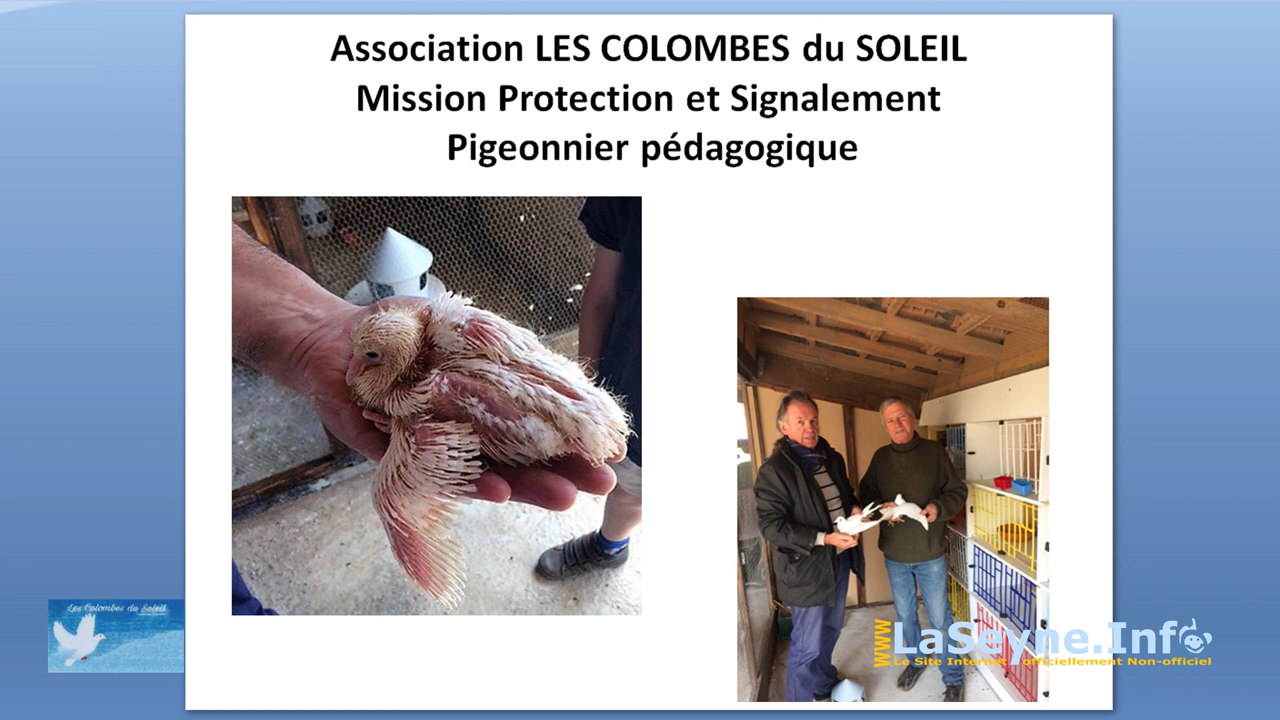 Association LES COLOMBES du SOLEIL
Mission Protection et Signalement
Pigeonnier pédagogique
Les Colombes du Soleil
WWW.LaSeyne.Info
Le Site Internet officiellement Non-officiel